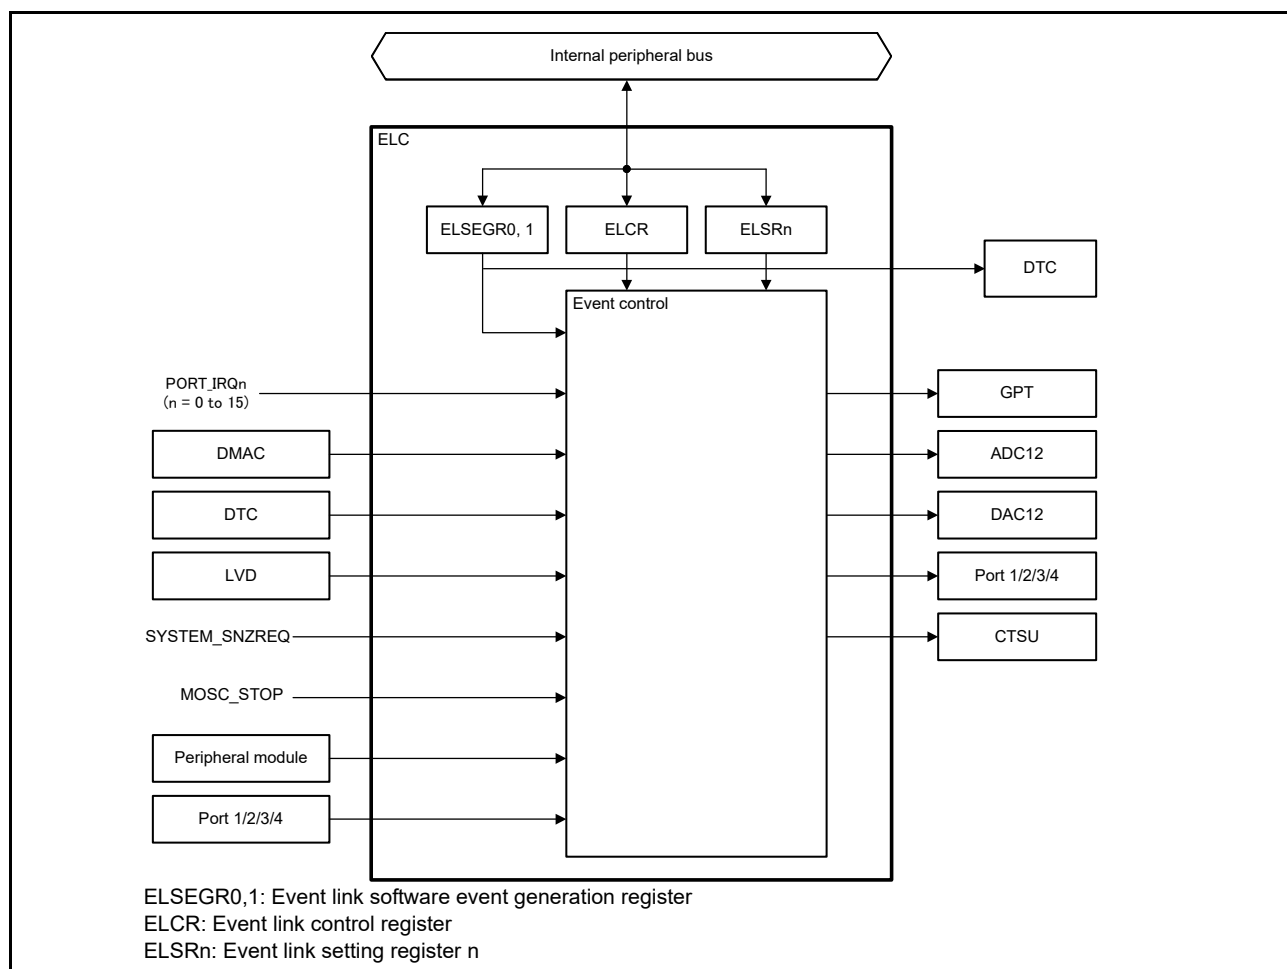 Internal peripheral bus
ELC
ELSEGR0, 1
ELCR
ELSRn
DTC
Event control
PORT_IRQn
(n = 0 to 15)
GPT
DMAC
ADC12
DTC
DAC12
LVD
Port 1/2/3/4
SYSTEM_SNZREQ
CTSU
MOSC_STOP
Peripheral module
Port 1/2/3/4
ELSEGR0,1: Event link software event generation register
ELCR: Event link control register
ELSRn: Event link setting register n